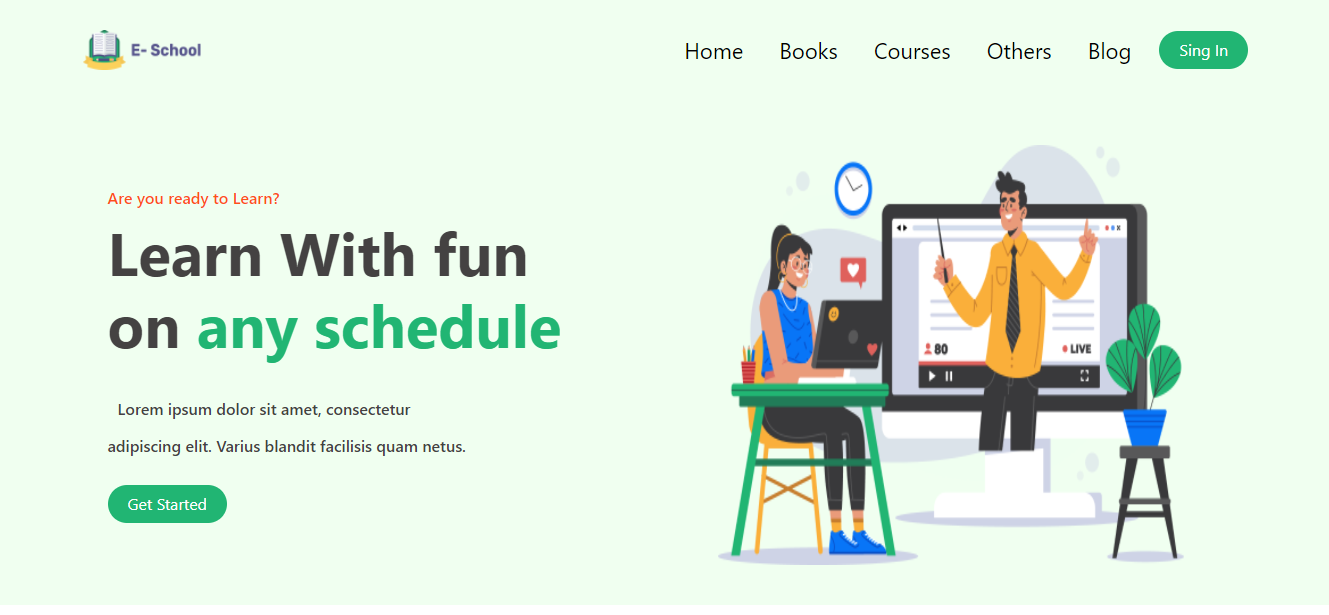 E- School
Home Books Courses Others Blog Sing In
Are you ready to Learn?
Learn With fun
on any schedule
Lorem ipsum dolor sit amet, consectetur
adipiscing elit. Varius blandit facilisis quam netus.
Get Started
80
LIVE